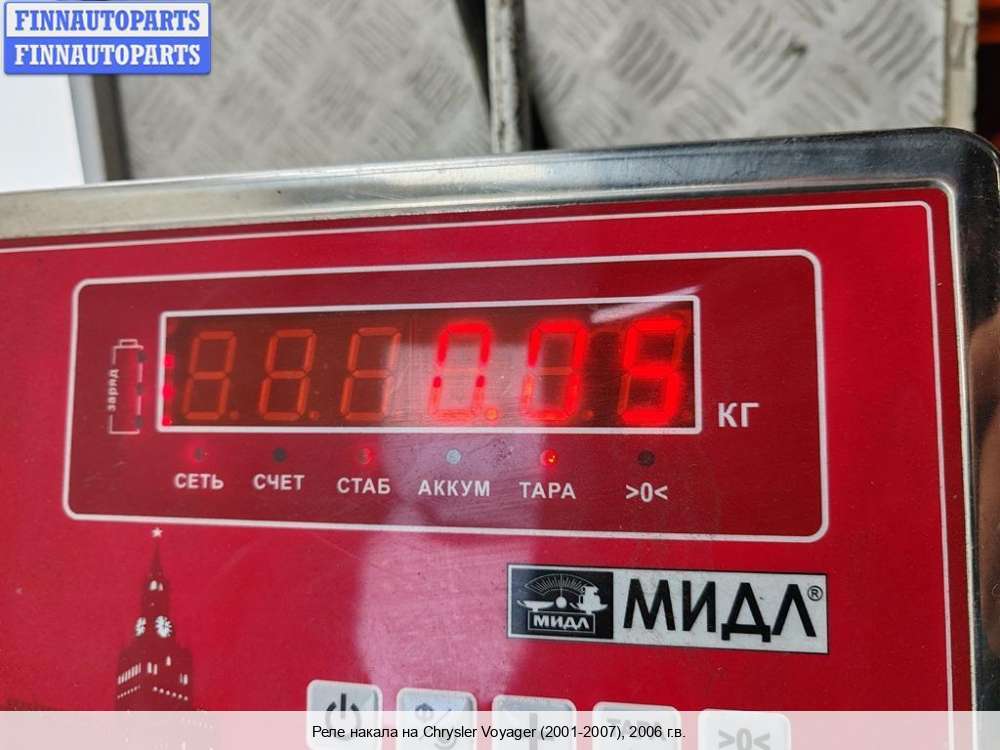 FINNAUTOPARTS
FINNAUTOPARTS
заряд
0.05
КГ
СЕТЬ СЧЕТ СТАБ АККУМ ТАРА >0<
МИДЛ
МИДЛ®
ТАРА >0<
Реле накала на Chrysler Voyager (2001-2007), 2006 г.в.